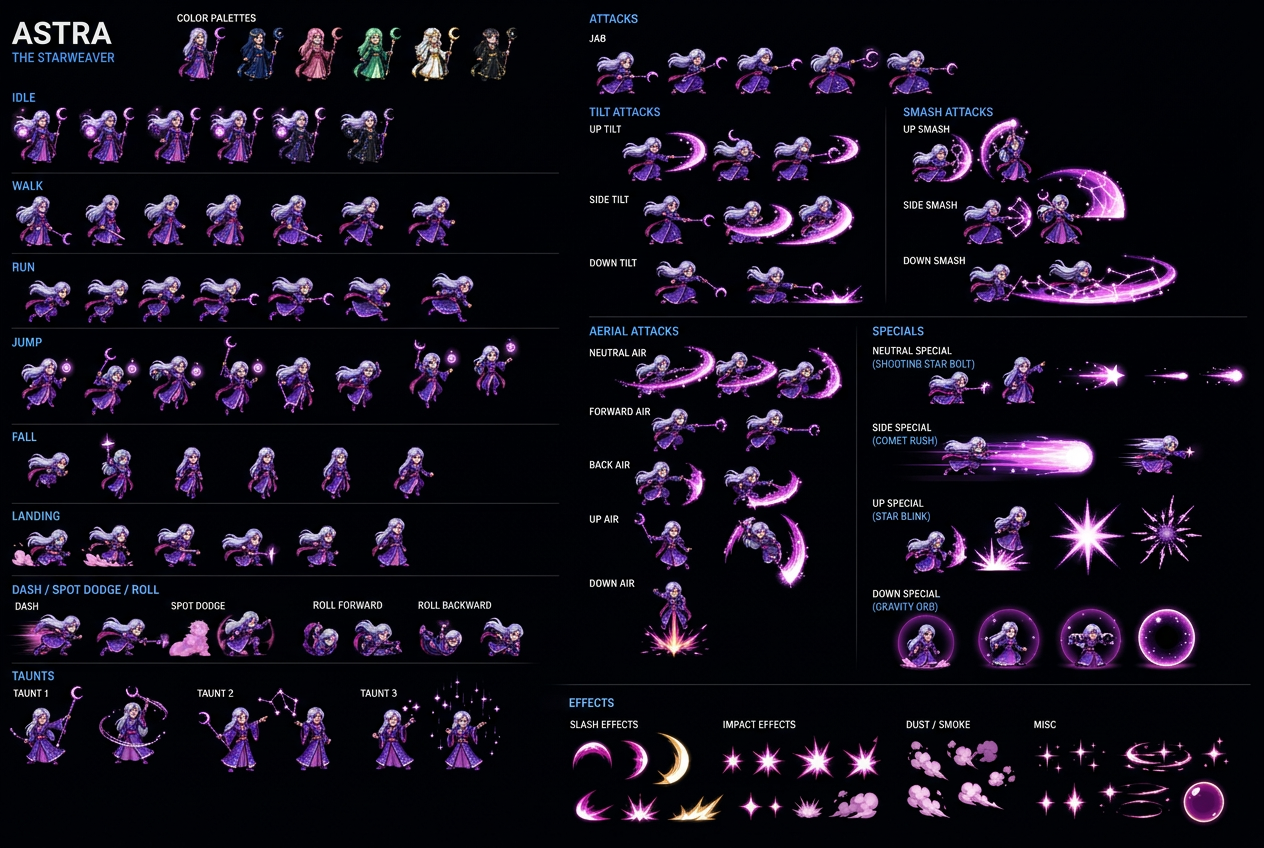 ASTRA
THE STARWEAVER
COLOR PALETTES
IDLE
WALK
RUN
JUMP
FALL
LANDING
DASH / SPOT DODGE / ROLL
DASH
SPOT DODGE
ROLL FORWARD
ROLL BACKWARD
TAUNTS
TAUNT 1
TAUNT 2
TAUNT 3
ATTACKS
JA8
TILT ATTACKS
UP TILT
SIDE TILT
DOWN TILT
SMASH ATTACKS
UP SMASH
SIDE SMASH
DOWN SMASH
AERIAL ATTACKS
NEUTRAL AIR
FORWARD AIR
BACK AIR
UP AIR
DOWN AIR
SPECIALS
NEUTRAL SPECIAL
(SHOOTINB STAR BOLT)
SIDE SPECIAL
(COMET RUSH)
UP SPECIAL
(STAR BLINK)
DOWN SPECIAL
(GRAVITY ORB)
EFFECTS
SLASH EFFECTS
IMPACT EFFECTS
DUST / SMOKE
MISC